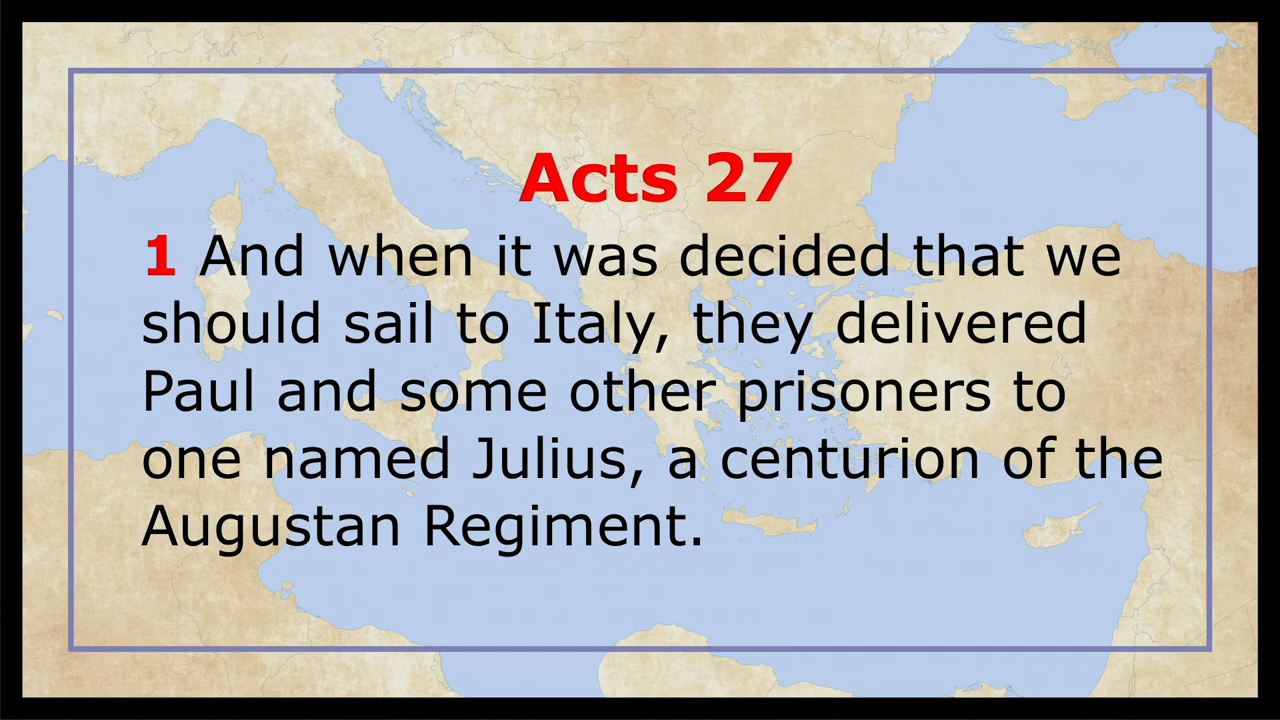 Acts 27
1 And when it was decided that we
should sail to Italy, they delivered
Paul and some other prisoners to
one named Julius, a centurion of the
Augustan Regiment.